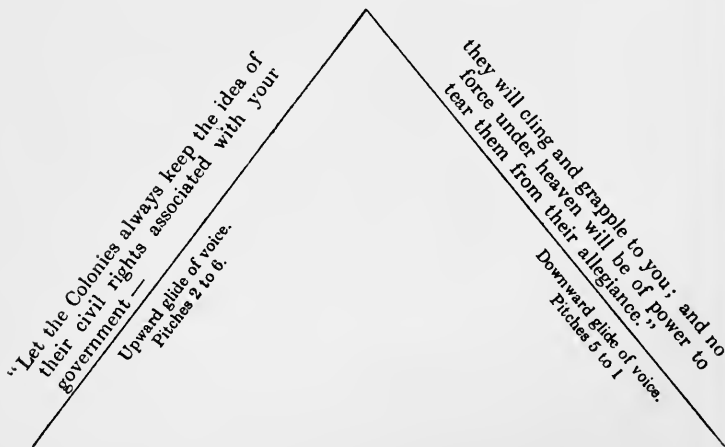 “Let the Colonies always keep the idea of
their civil rights associated with your
government —
Upward glide of voice.
Pitches 2 to 6.
they will cling and grapple to you; and no
force under heaven will be of power to
tear them from their allegiance.”
Downward glide of voice.
Pitches 5 to 1